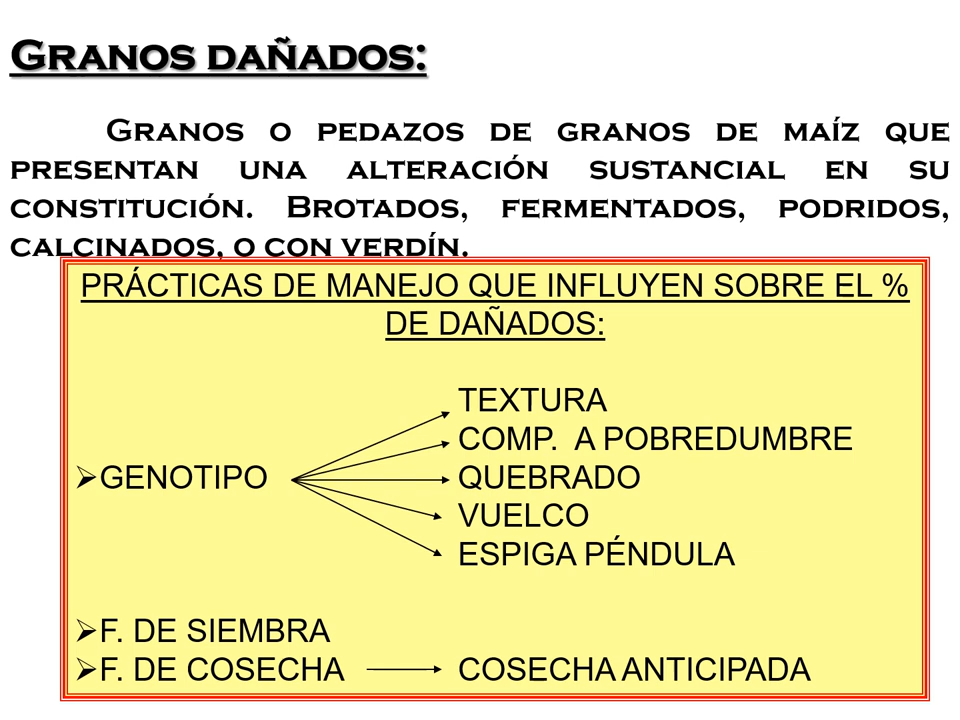 Granos dañados:
Granos o pedazos de granos de maíz que
presentan una alteración sustancial en su
constitución. Brotados, fermentados, podridos,
calcinados, o con verdín.
PRÁCTICAS DE MANEJO QUE INFLUYEN SOBRE EL %
DE DAÑADOS:
TEXTURA
COMP. A POBREDUMBRE
GENOTIPO QUEBRADO
VUELCO
ESPIGA PÉNDULA
F. DE SIEMBRA
F. DE COSECHA COSECHA ANTICIPADA